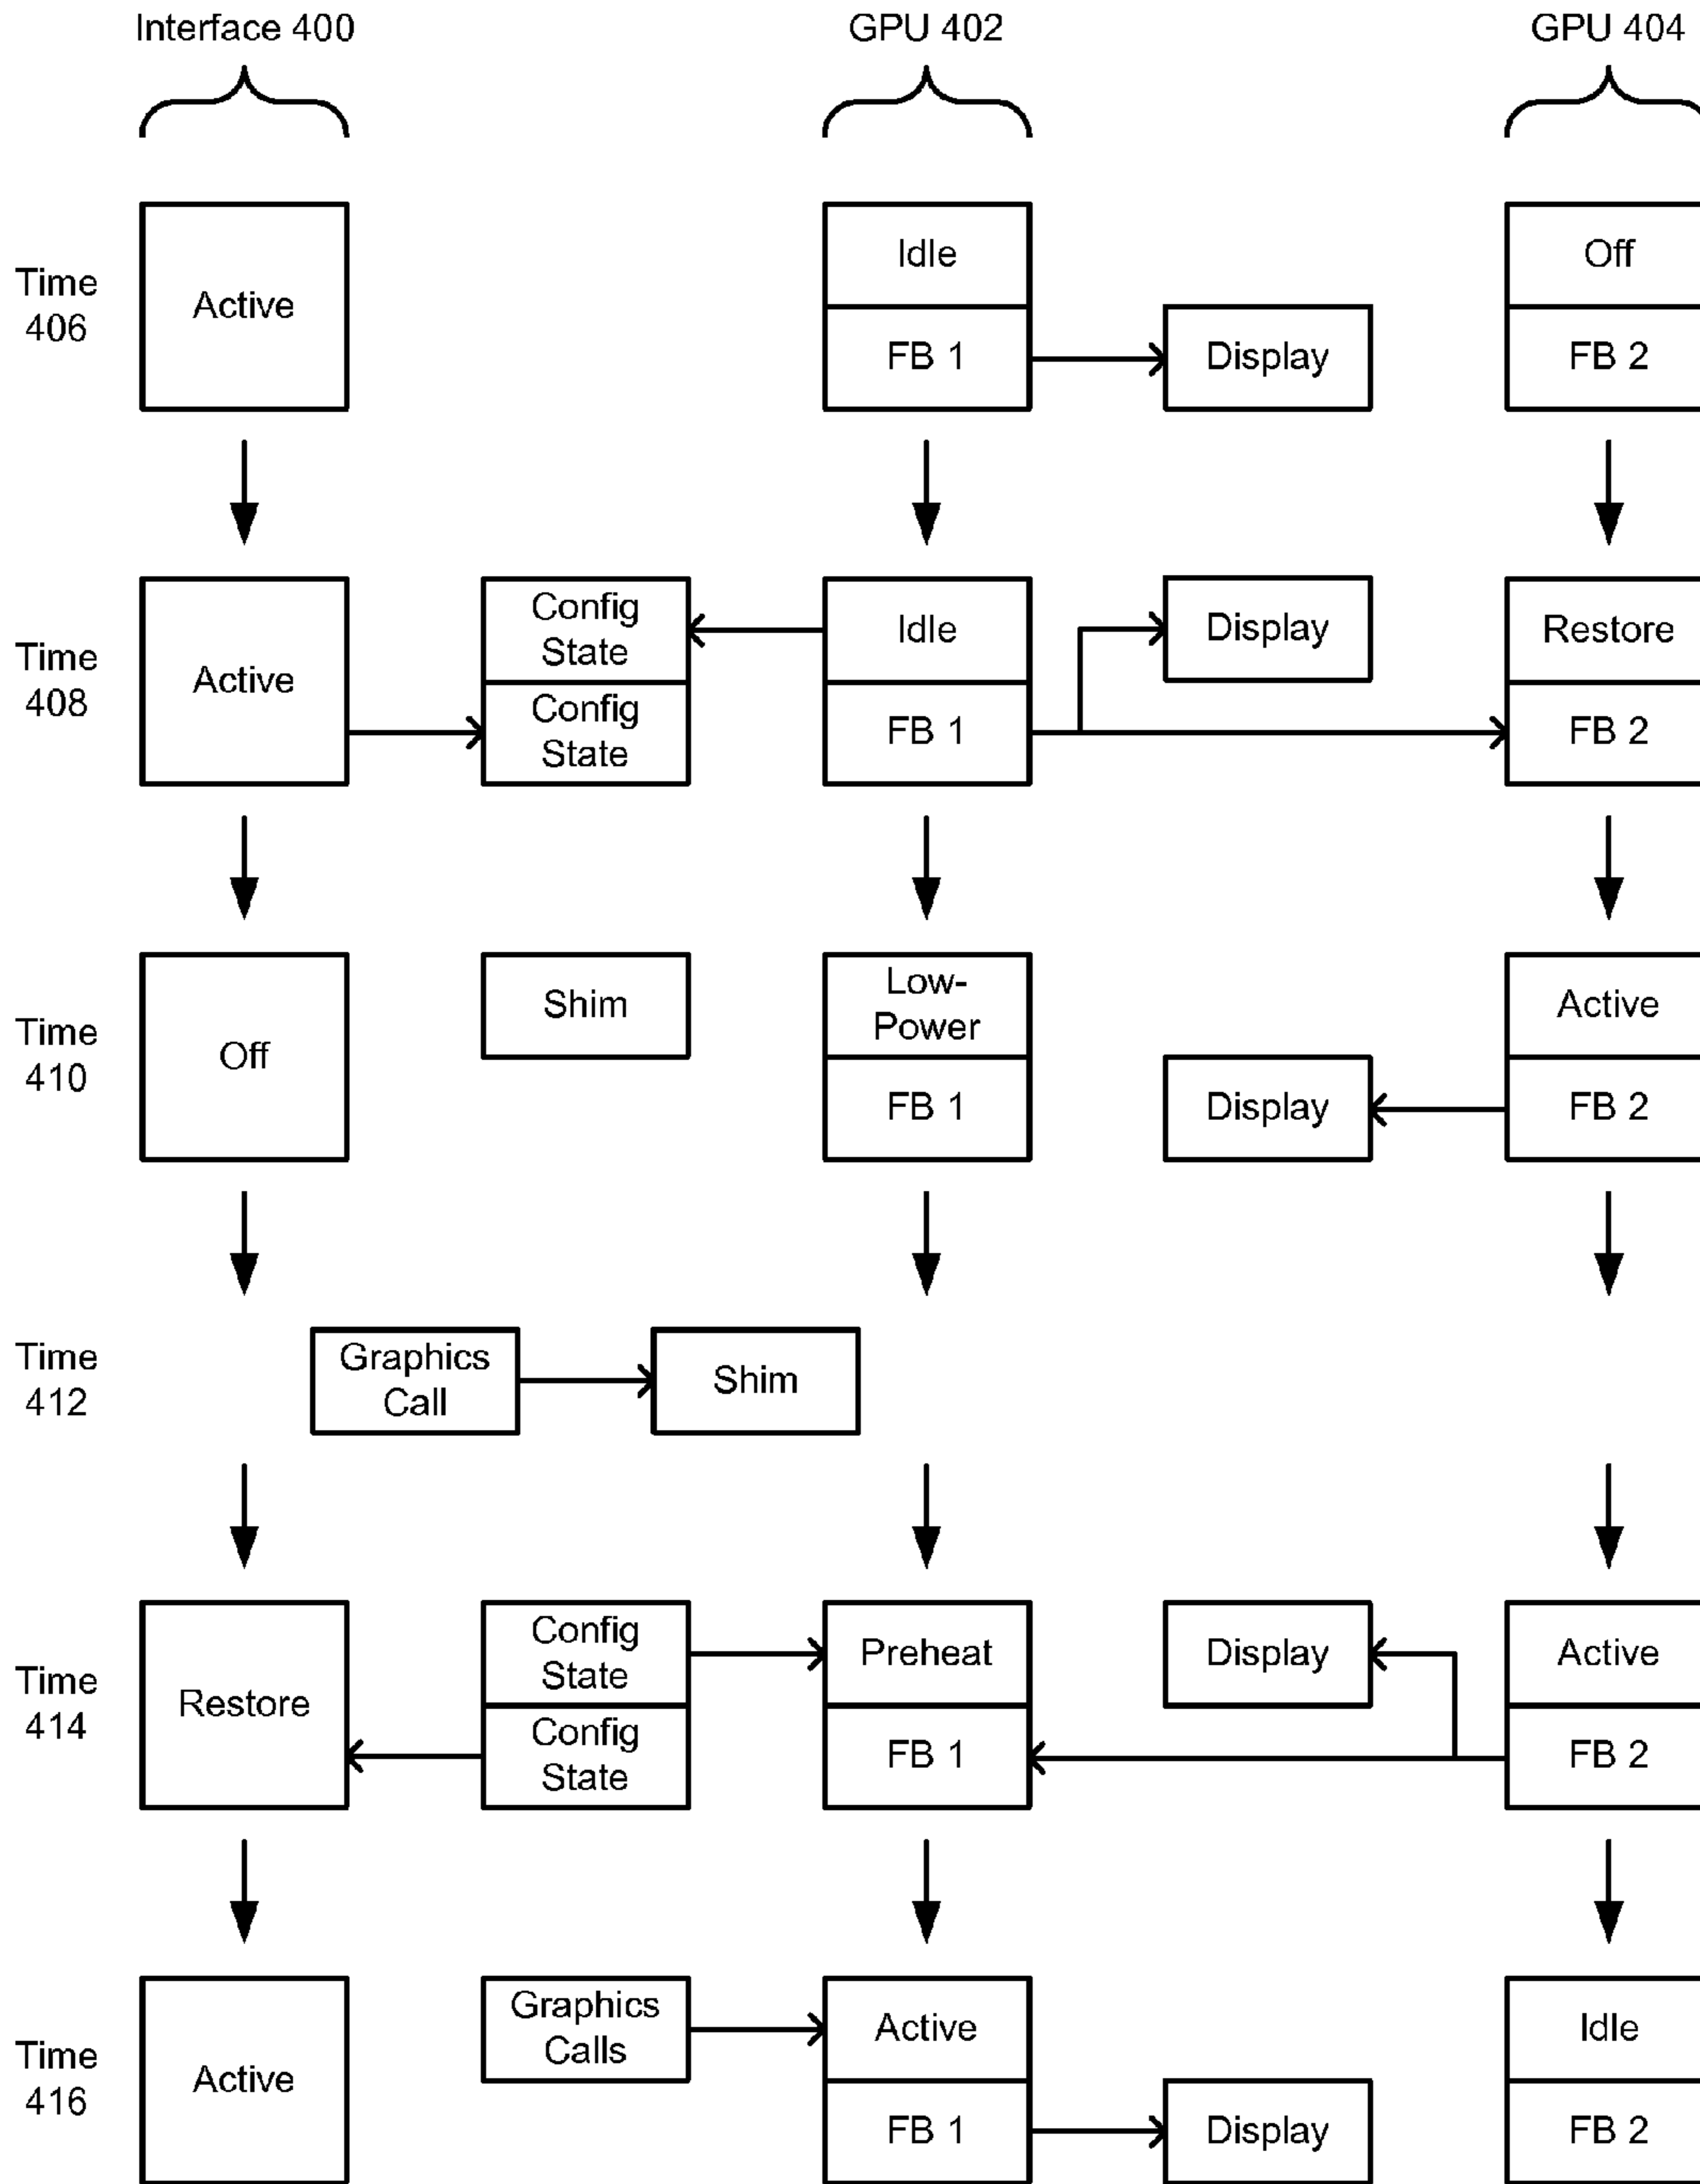 Interface 400
GPU 402
GPU 404
Time
406
Active
Idle
FB 1
Display
Off
FB 2
Time
408
Active
Config
State
Config
State
Idle
FB 1
Display
Restore
FB 2
Time
410
Off
Shim
Low-
Power
FB 1
Display
Active
FB 2
Time
412
Graphics
Call
Shim
Time
414
Restore
Config
State
Config
State
Preheat
FB 1
Display
Active
FB 2
Time
416
Active
Graphics
Calls
Active
FB 1
Display
Idle
FB 2